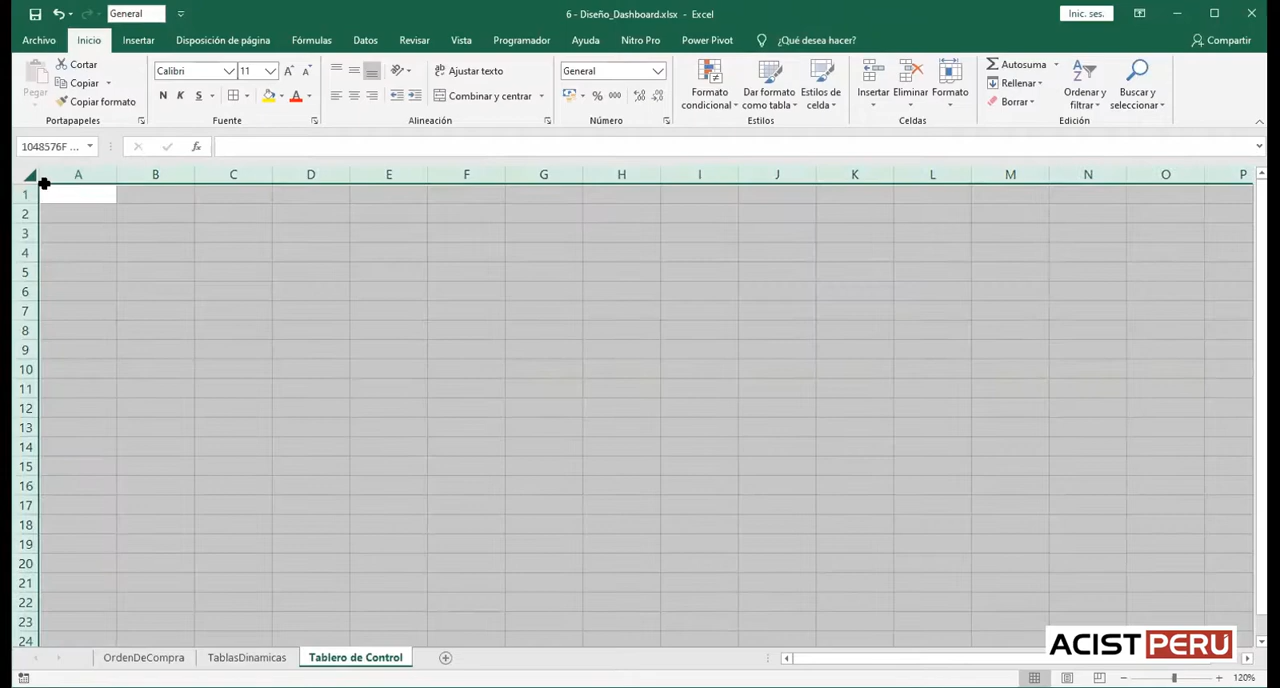 General
6 - Diseño_Dashboard.xlsx - Excel
Inic. ses.
Archivo Inicio Insertar Disposición de página Fórmulas Datos Revisar Vista Programador Ayuda Nitro Pro Power Pivot ¿Qué desea hacer? Compartir
Pegar
Cortar
Copiar
Copiar formato
Portapapeles
Calibri 11
N K S
Fuente
Ajustar texto
Combinar y centrar
Alineación
General
% 000
Número
Formato condicional
Dar formato como tabla
Estilos de celda
Estilos
Insertar Eliminar Formato
Celdas
Autosuma
Rellenar
Borrar
Ordenar y filtrar
Buscar y seleccionar
Edición
1048576F ...
fx
A B C D E F G H I J K L M N O P
1
2
3
4
5
6
7
8
9
10
11
12
13
14
15
16
17
18
19
20
21
22
23
24
ACIST PERÚ
OrdenDeCompra TablasDinamicas Tablero de Control
120%